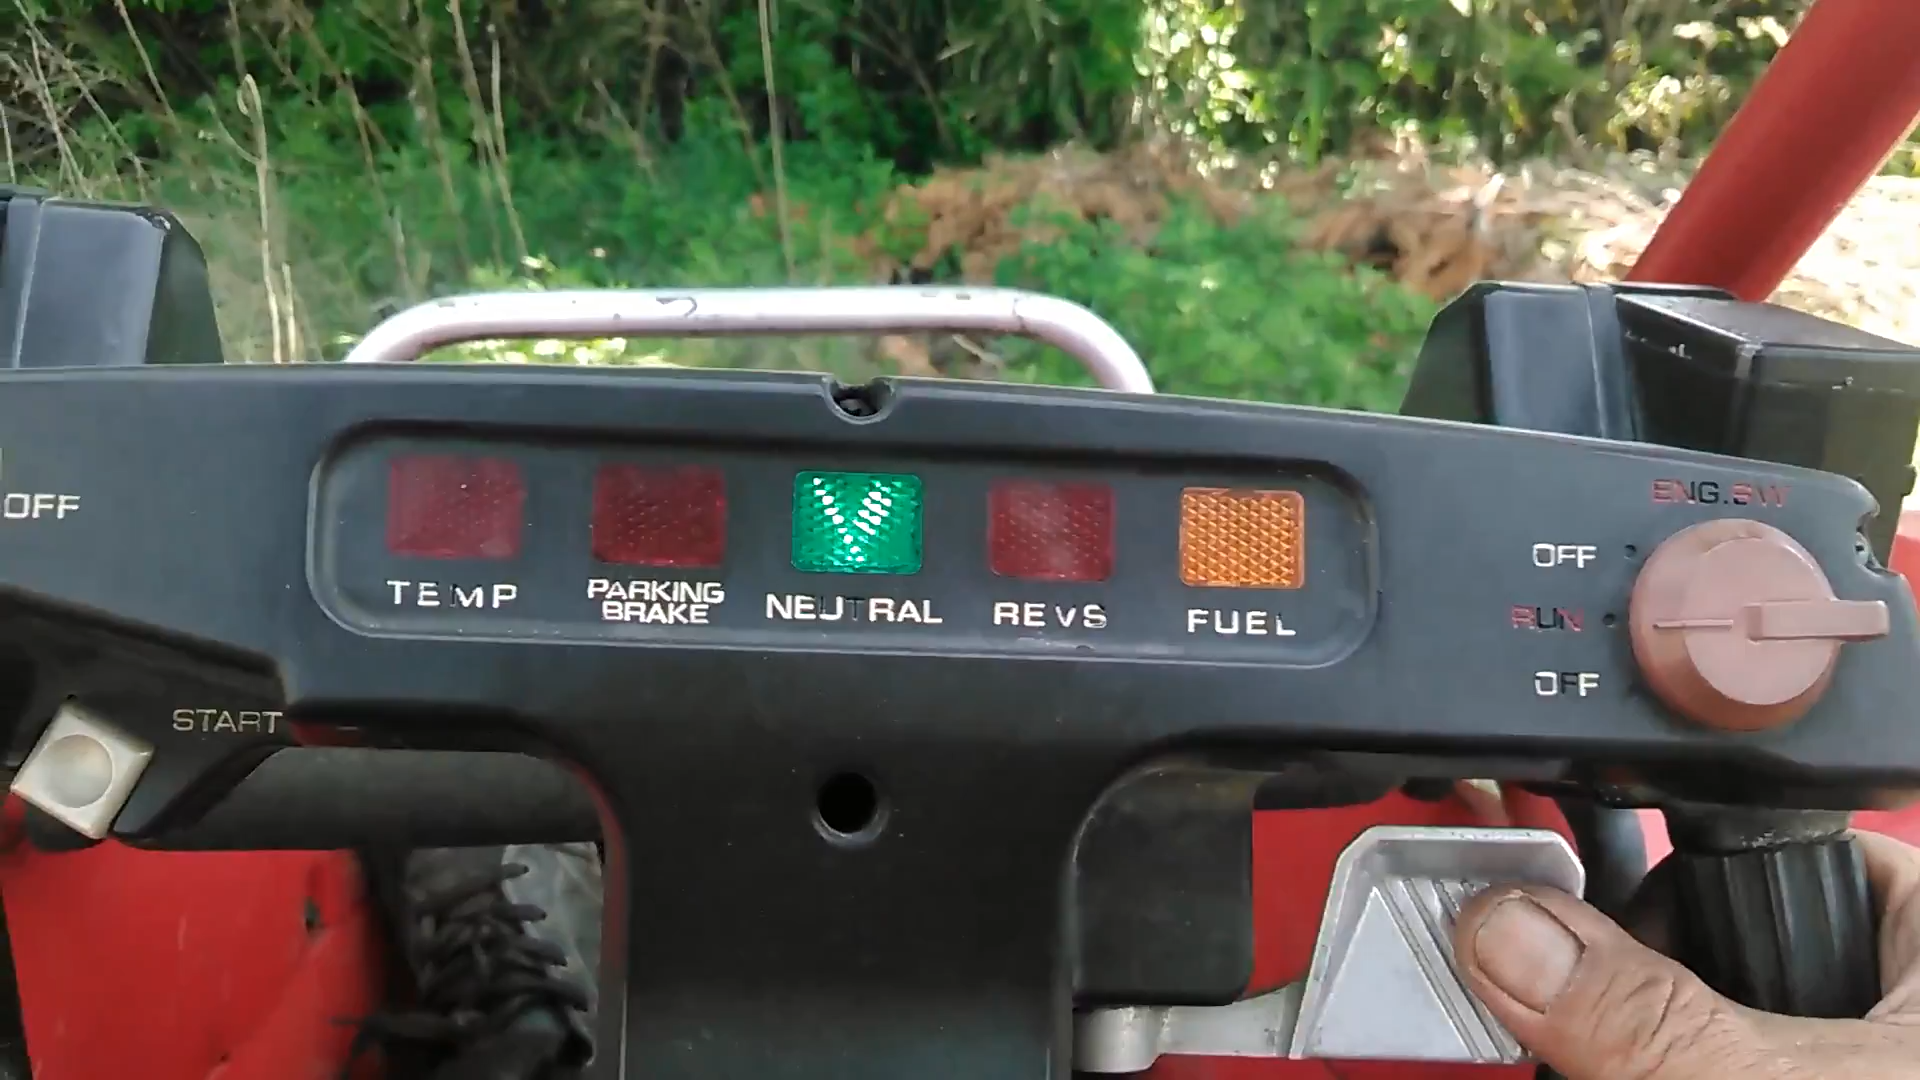 OFF
TEMP
PARKING
BRAKE
NEUTRAL
REVS
FUEL
ENG.SW
OFF
RUN
OFF
START